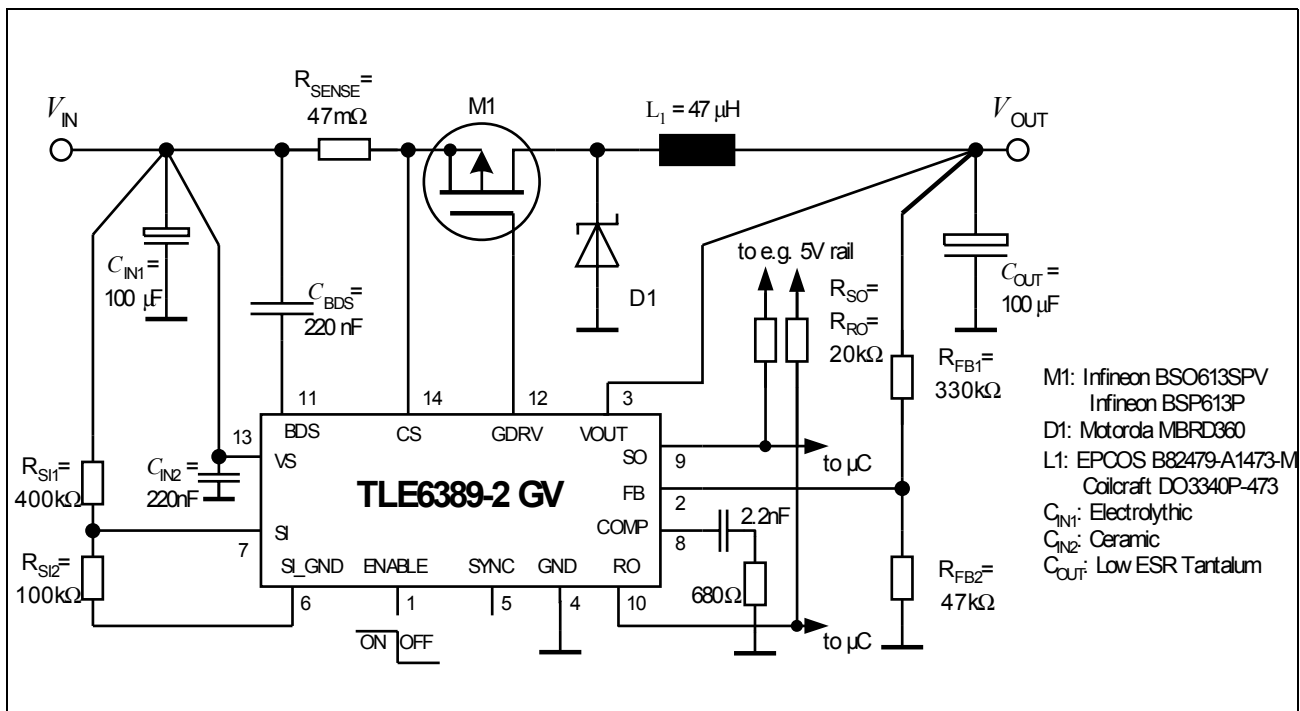 R_SENSE=
47mΩ
M1
L₁ = 47 µH
V_IN
V_OUT
C_IN1=
100 µF
C_BDS=
220 nF
D1
to e.g. 5V rail
R_SO=
R_RO=
20kΩ
C_OUT=
100 µF
R_FB1=
330kΩ
M1: Infineon BSO613SPV
Infineon BSP613P
D1: Motorola MBRD360
L1: EPCOS B82479-A1473-M
Coilcraft DO3340P-473
C_IN1: Electrolythic
C_IN2: Ceramic
C_OUT: Low ESR Tantalum
11
14
12
3
13
BDS
CS
GDRV
VOUT
VS
SO
9
to µC
R_SI1=
400kΩ
C_IN2=
220nF
TLE6389-2 GV
FB
2
COMP
8
2.2nF
SI
7
R_SI2=
100kΩ
SI_GND
ENABLE
SYNC
GND
RO
6
1
5
4
10
680Ω
R_FB2=
47kΩ
ON
OFF
to µC